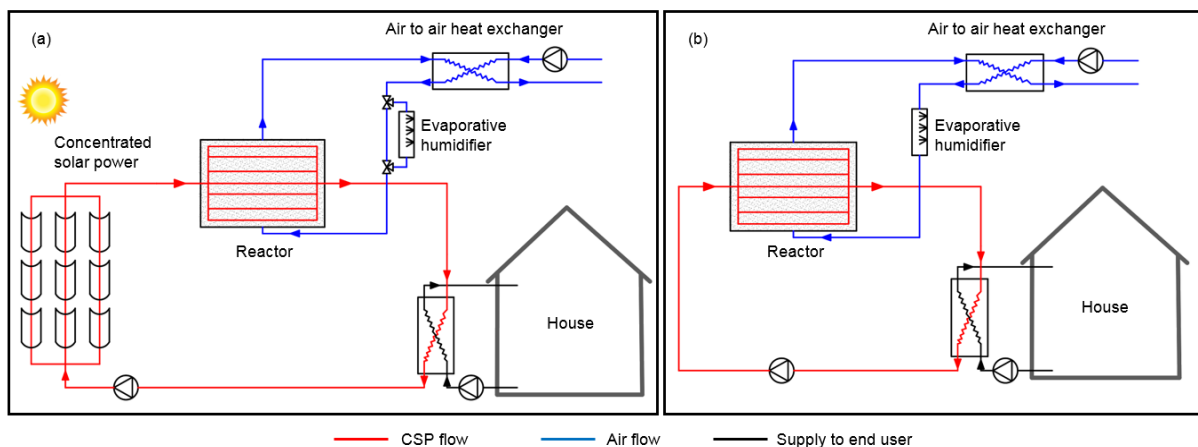 (a)
Air to air heat exchanger
Concentrated
solar power
Evaporative
humidifier
Reactor
House
(b)
Air to air heat exchanger
Evaporative
humidifier
Reactor
House
CSP flow
Air flow
Supply to end user